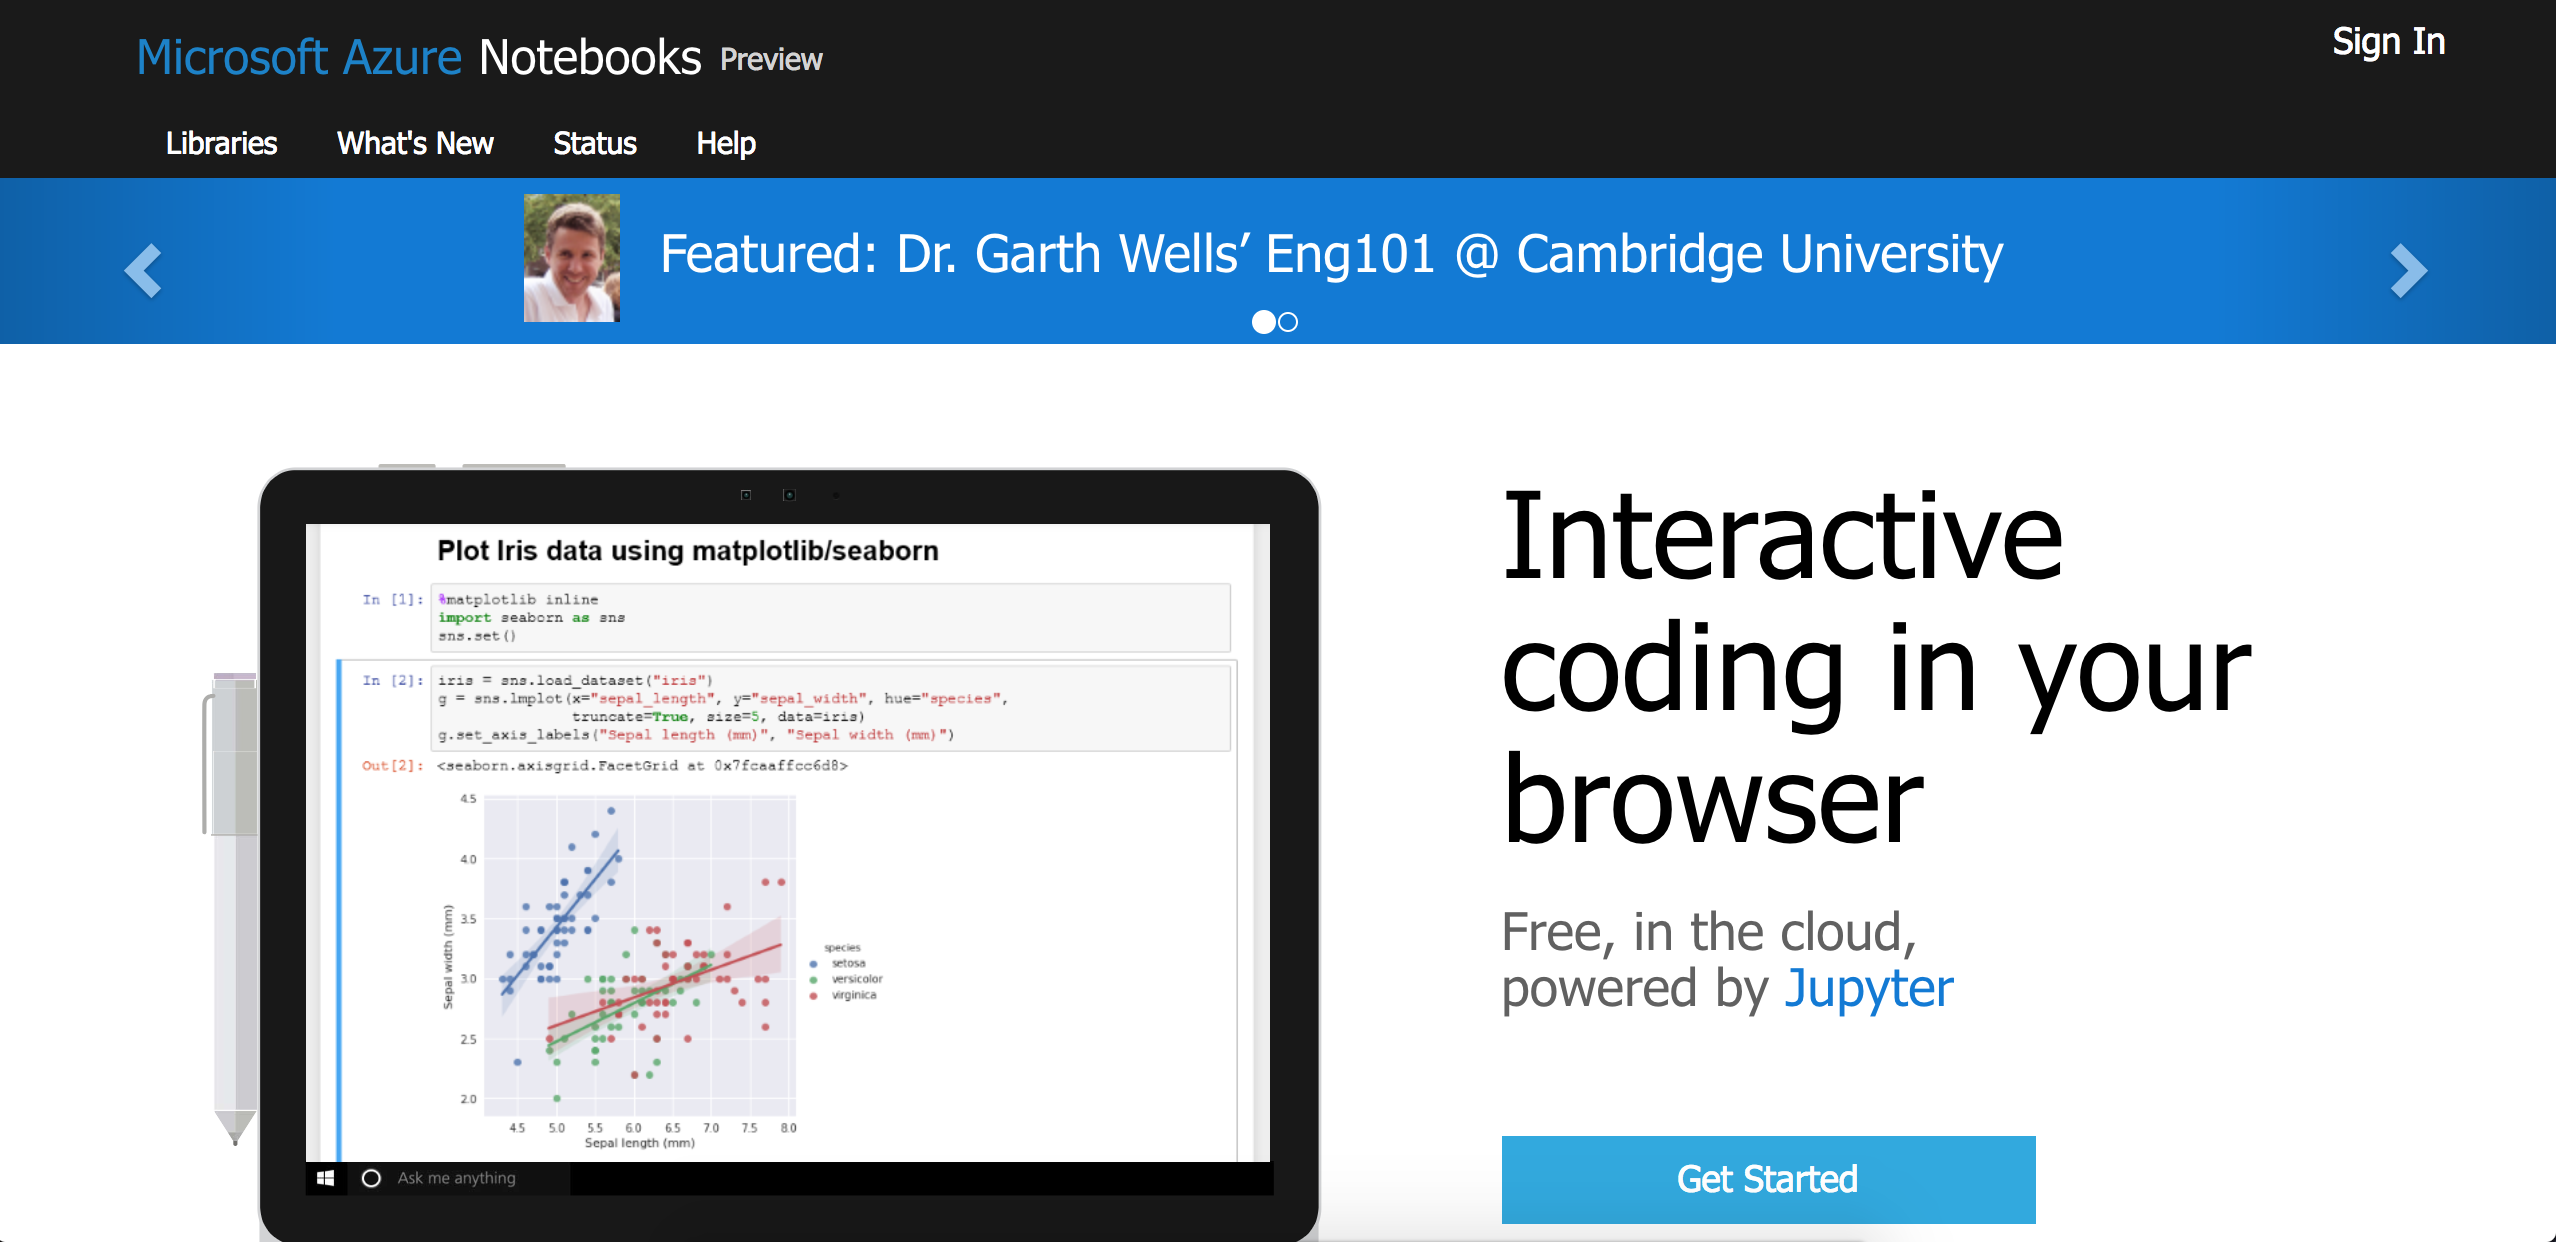 Microsoft Azure Notebooks Preview
Sign In
Libraries What's New Status Help
Featured: Dr. Garth Wells’ Eng101 @ Cambridge University
Plot Iris data using matplotlib/seaborn
In [1]: %matplotlib inline
import seaborn as sns
sns.set()
In [2]: iris = sns.load_dataset("iris")
g = sns.lmplot(x="sepal_length", y="sepal_width", hue="species",
truncate=True, size=5, data=iris)
g.set_axis_labels("Sepal length (mm)", "Sepal width (mm)")
Out[2]: <seaborn.axisgrid.FacetGrid at 0x7fcaaffcc6d8>
4.5
4.0
3.5
3.0
2.5
2.0
Sepal width (mm)
4.5 5.0 5.5 6.0 6.5 7.0 7.5 8.0
Sepal length (mm)
species
setosa
versicolor
virginica
Ask me anything
Interactive
coding in your
browser
Free, in the cloud,
powered by Jupyter
Get Started